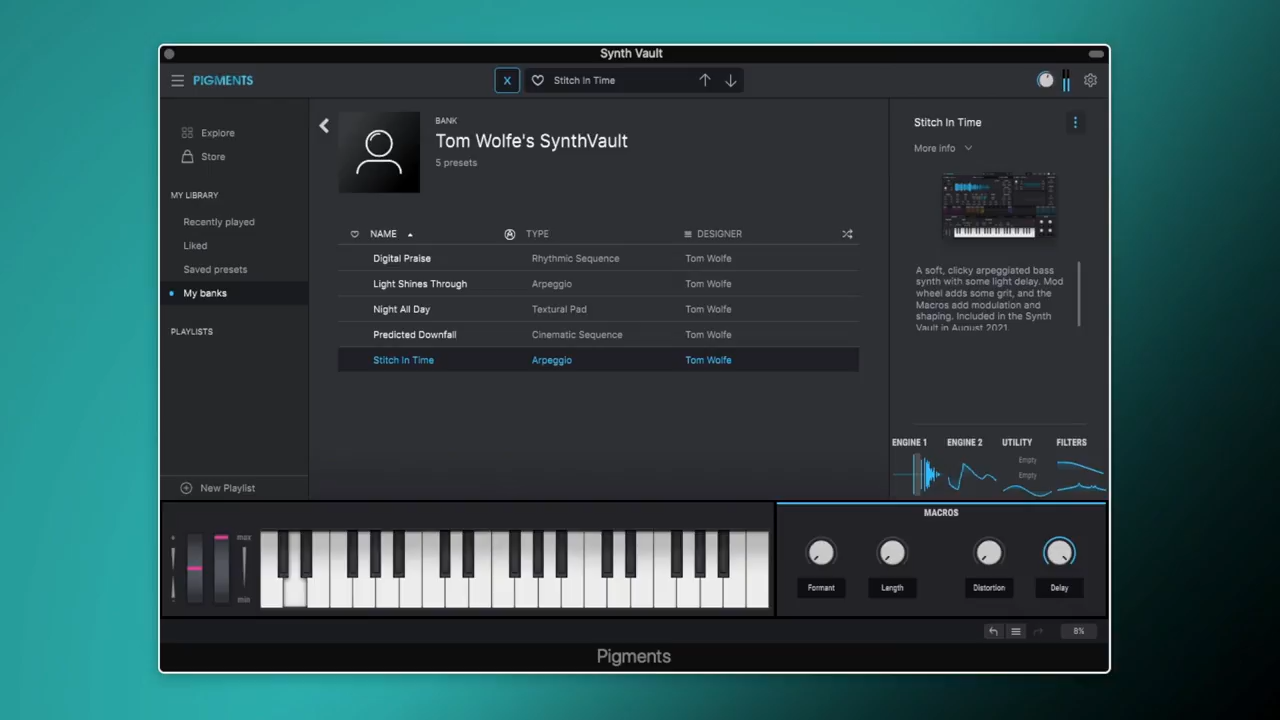 Synth Vault
PIGMENTS
X
Stitch In Time
Explore
Store
MY LIBRARY
Recently played
Liked
Saved presets
My banks
PLAYLISTS
New Playlist
BANK
Tom Wolfe's SynthVault
5 presets
NAME TYPE DESIGNER
Digital Praise Rhythmic Sequence Tom Wolfe
Light Shines Through Arpeggio Tom Wolfe
Night All Day Textural Pad Tom Wolfe
Predicted Downfall Cinematic Sequence Tom Wolfe
Stitch In Time Arpeggio Tom Wolfe
Stitch In Time
More info
A soft, clicky arpeggiated bass
synth with some light delay. Mod
wheel adds some grit, and the
Macros add modulation and
shaping. Included in the Synth
Vault in August 2021.
ENGINE 1 ENGINE 2 UTILITY FILTERS
Empty
Empty
max
min
MACROS
Formant Length Distortion Delay
8%
Pigments